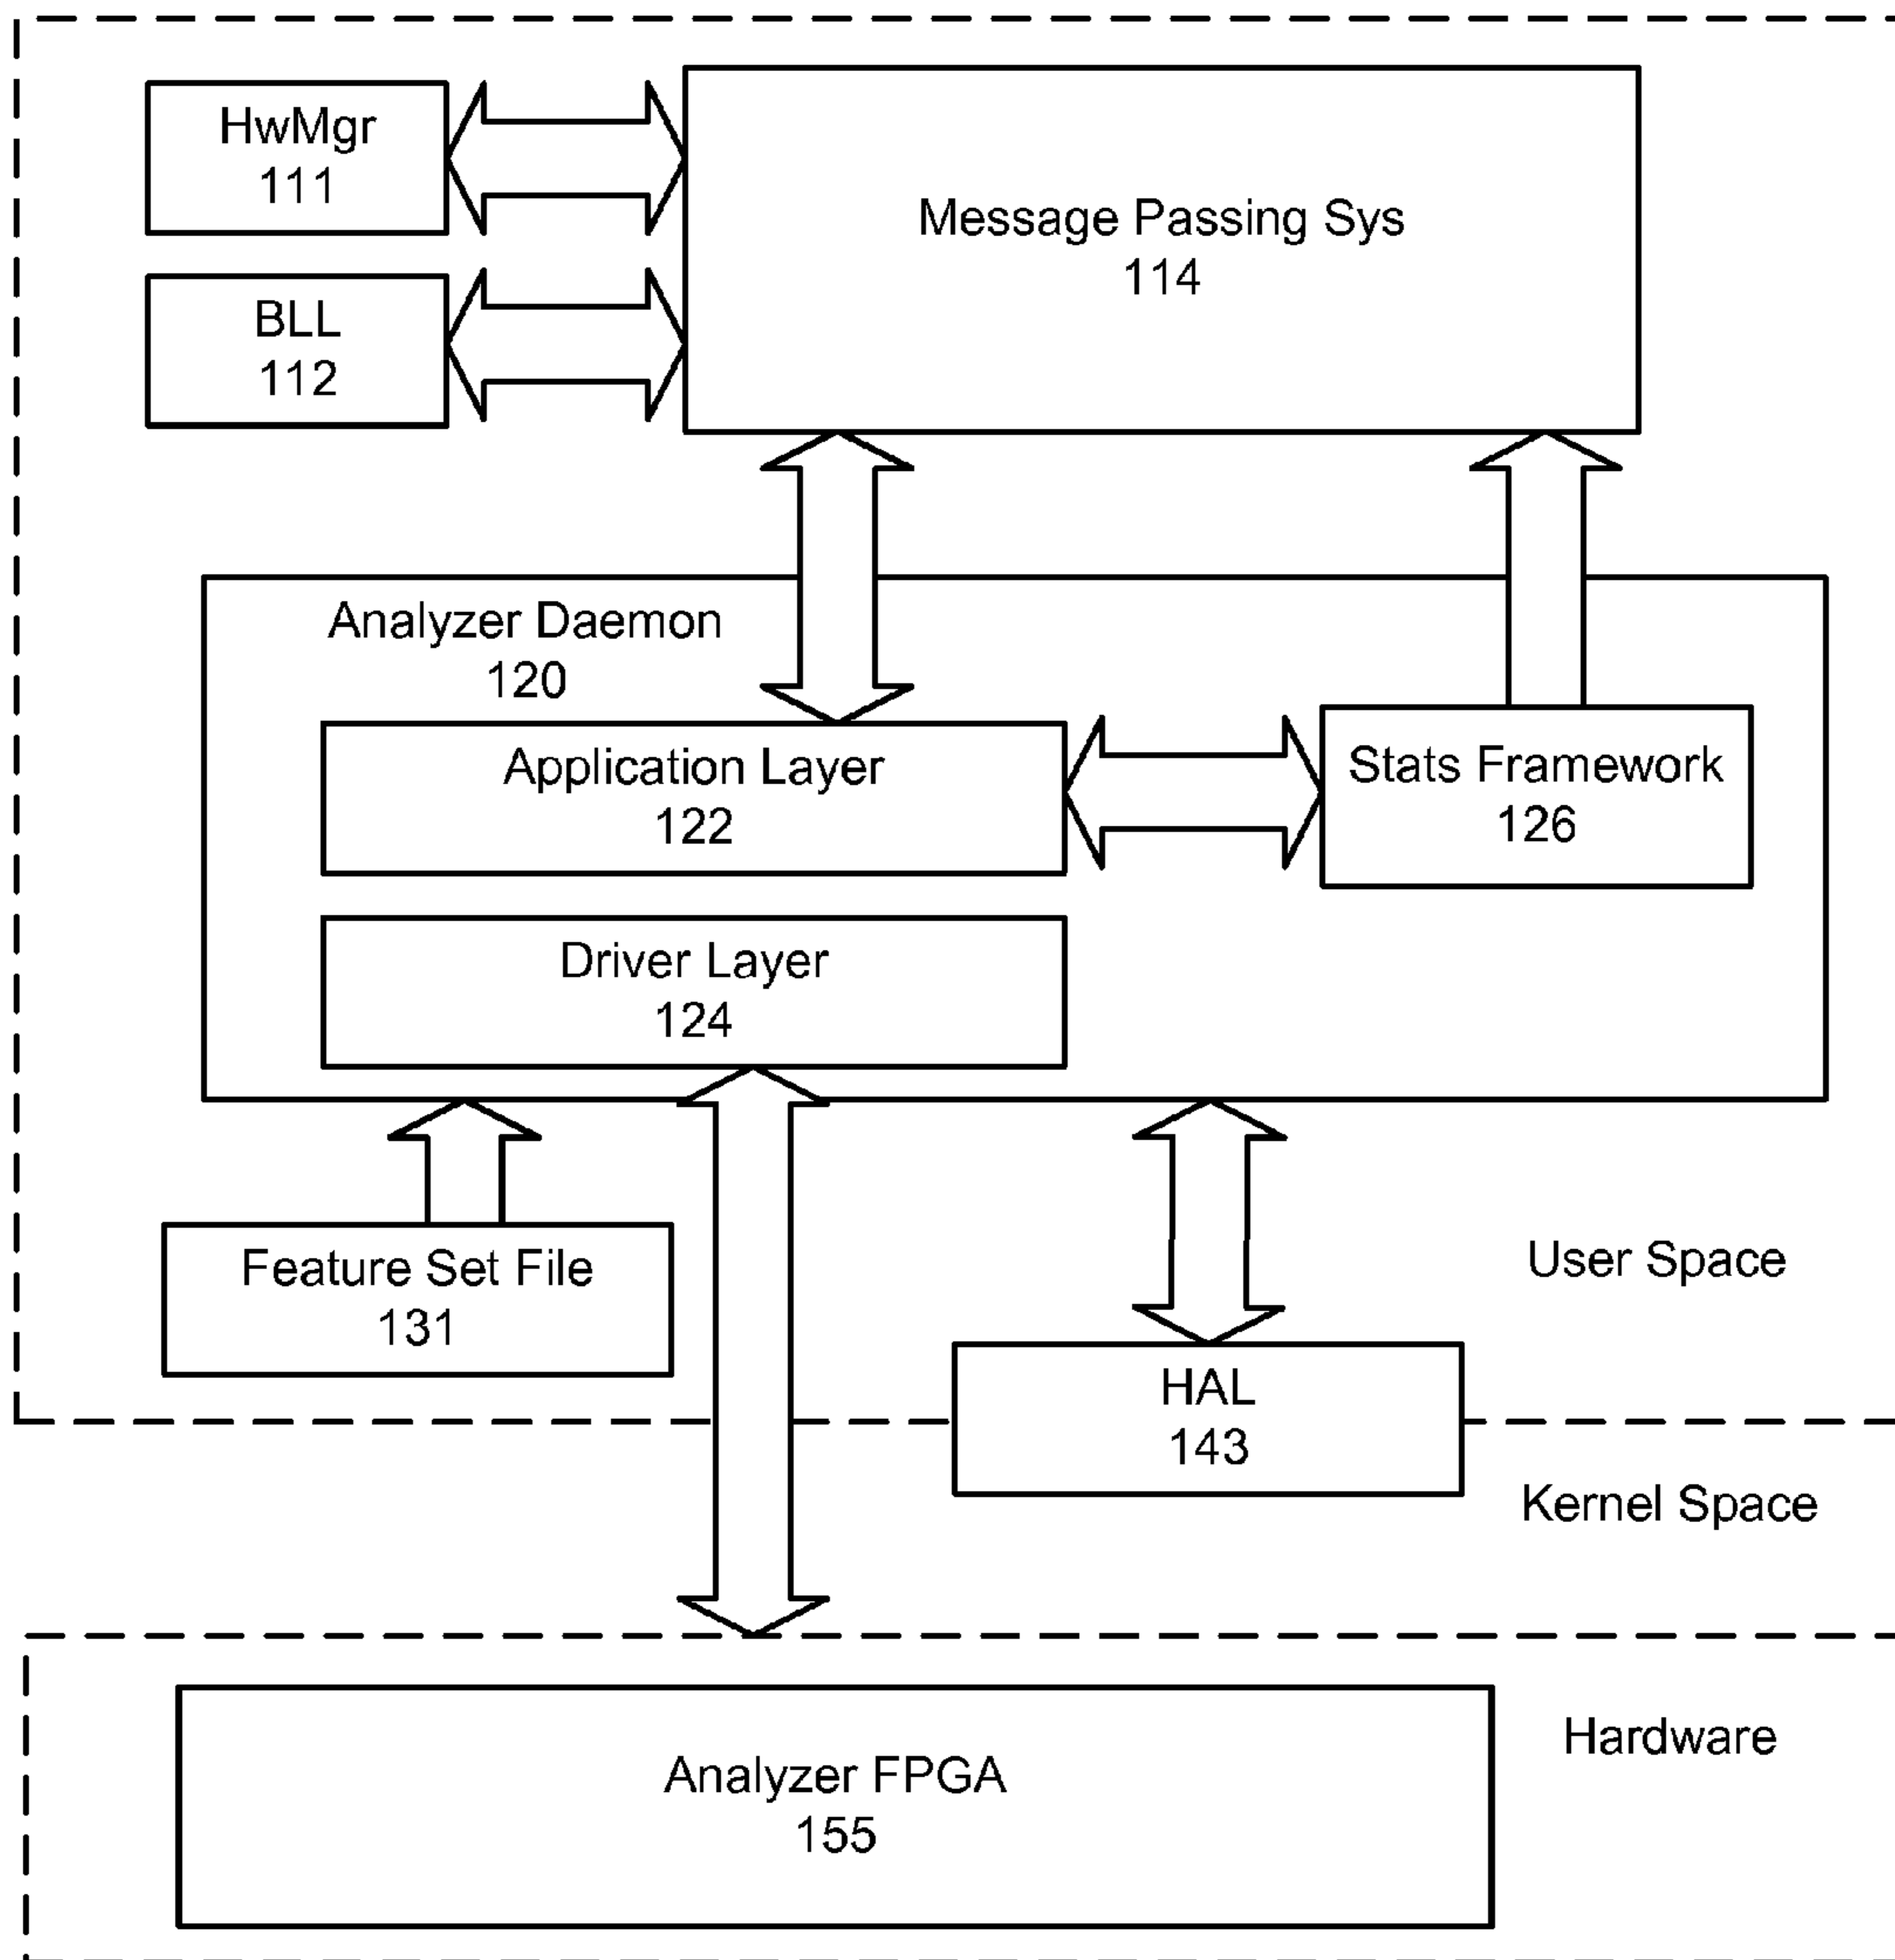 HwMgr
111
Message Passing Sys
114
BLL
112
Analyzer Daemon
120
Application Layer
122
Stats Framework
126
Driver Layer
124
Feature Set File
131
User Space
HAL
143
Kernel Space
Hardware
Analyzer FPGA
155